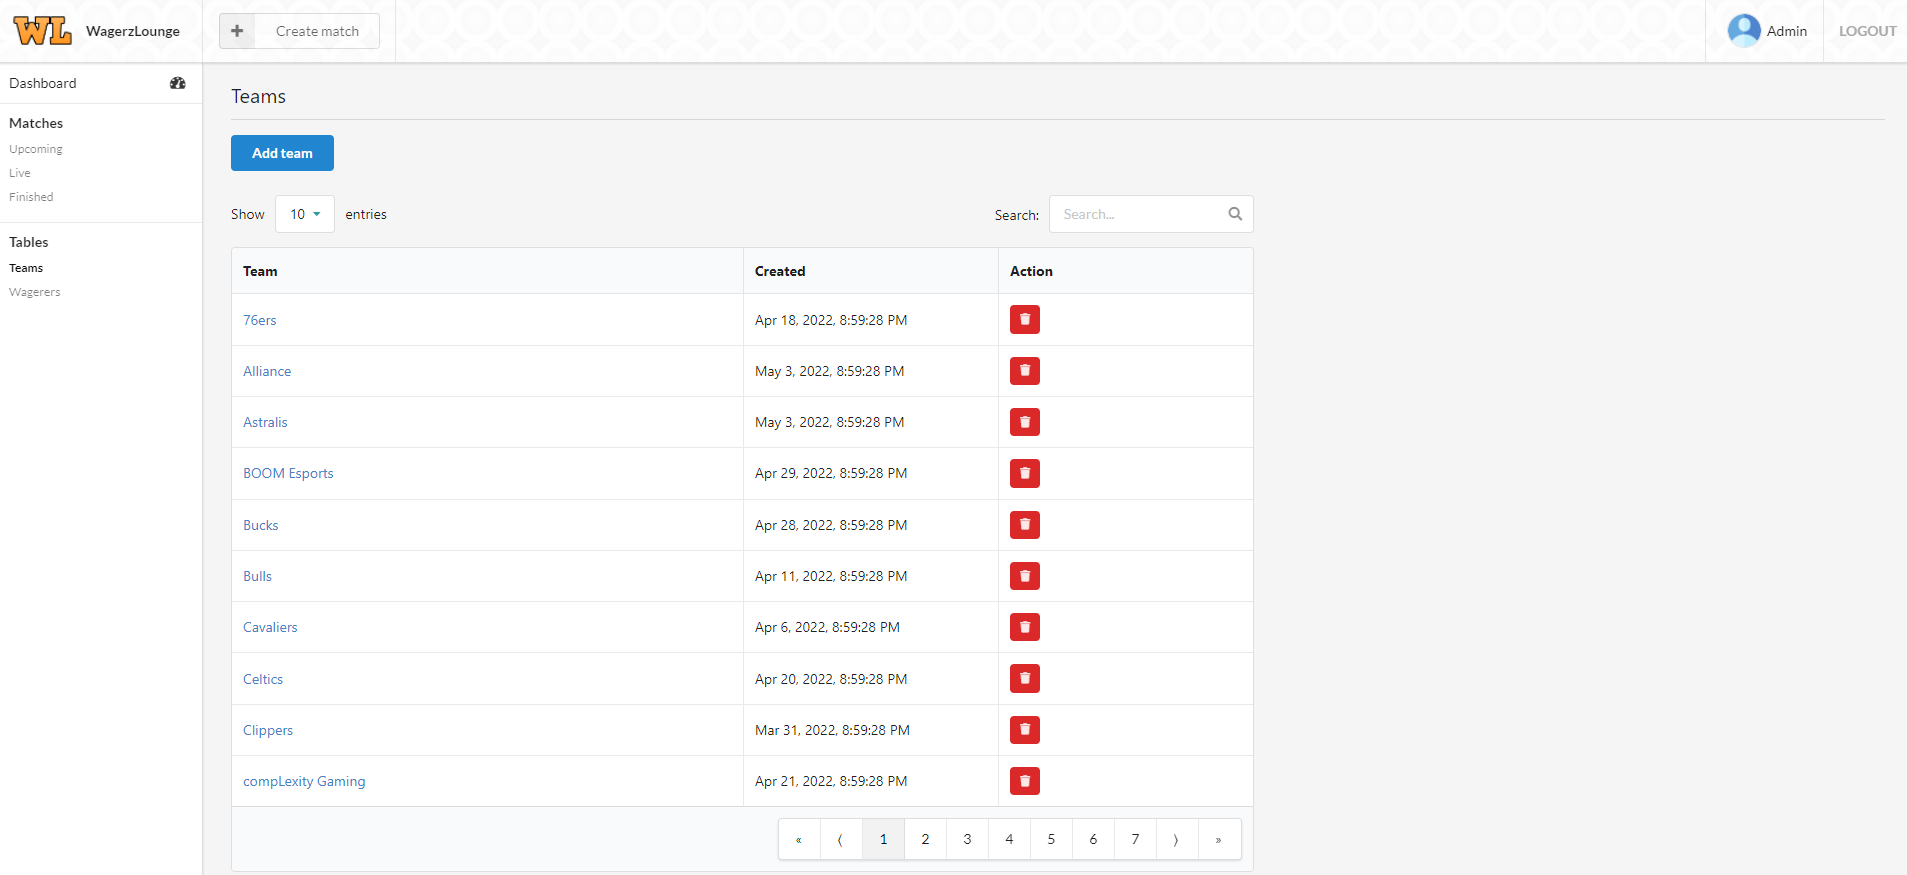 WL WagerzLounge + Create match Admin LOGOUT
Dashboard
Matches
Upcoming
Live
Finished
Tables
Teams
Wagerers
Teams
Add team
Show 10 entries Search: Search...
Team Created Action
76ers Apr 18, 2022, 8:59:28 PM
Alliance May 3, 2022, 8:59:28 PM
Astralis May 3, 2022, 8:59:28 PM
BOOM Esports Apr 29, 2022, 8:59:28 PM
Bucks Apr 28, 2022, 8:59:28 PM
Bulls Apr 11, 2022, 8:59:28 PM
Cavaliers Apr 6, 2022, 8:59:28 PM
Celtics Apr 20, 2022, 8:59:28 PM
Clippers Mar 31, 2022, 8:59:28 PM
compLexity Gaming Apr 21, 2022, 8:59:28 PM
« ⟨ 1 2 3 4 5 6 7 ⟩ »